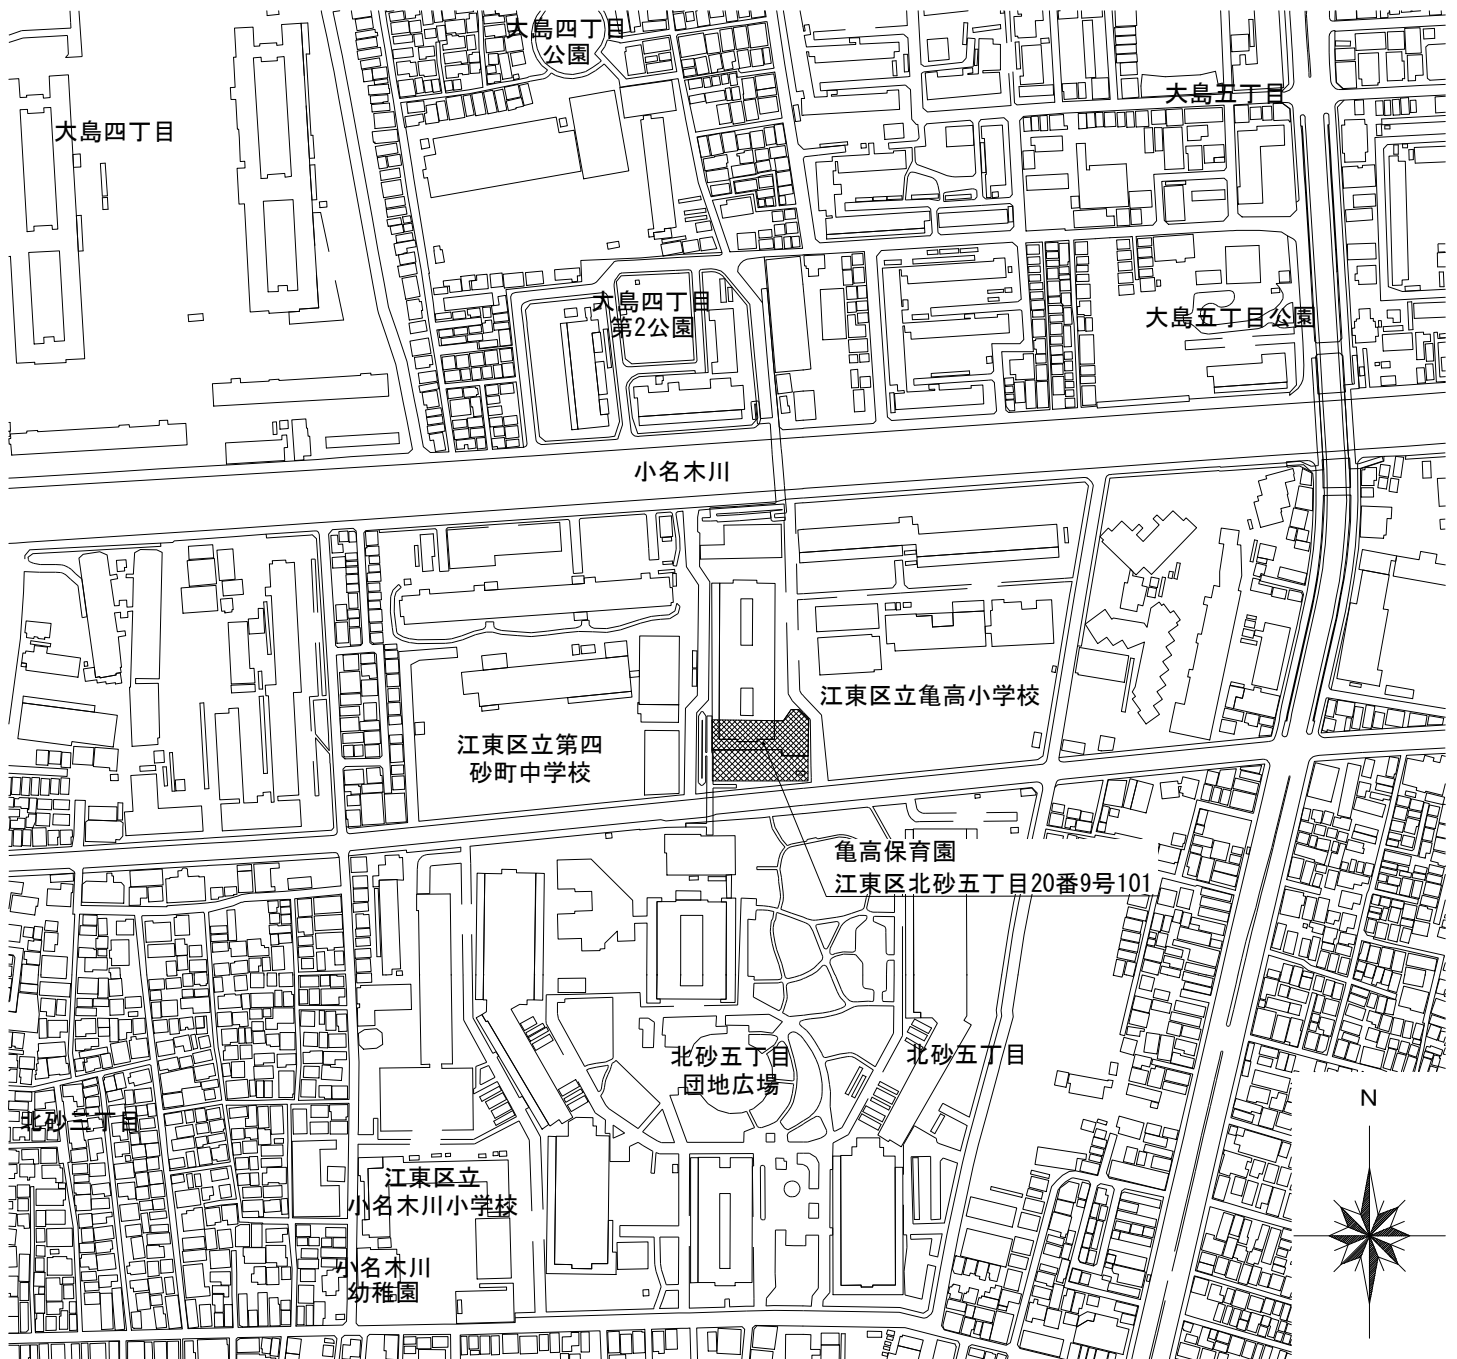 大島四丁目
公園
大島五丁目
大島四丁目
大島四丁目
第2公園
大島五丁目公園
小名木川
江東区立亀高小学校
江東区立第四
砂町中学校
亀高保育園
江東区北砂五丁目20番9号101
北砂五丁目
団地広場
北砂五丁目
N
北砂三丁目
江東区立
小名木川小学校
小名木川
幼稚園